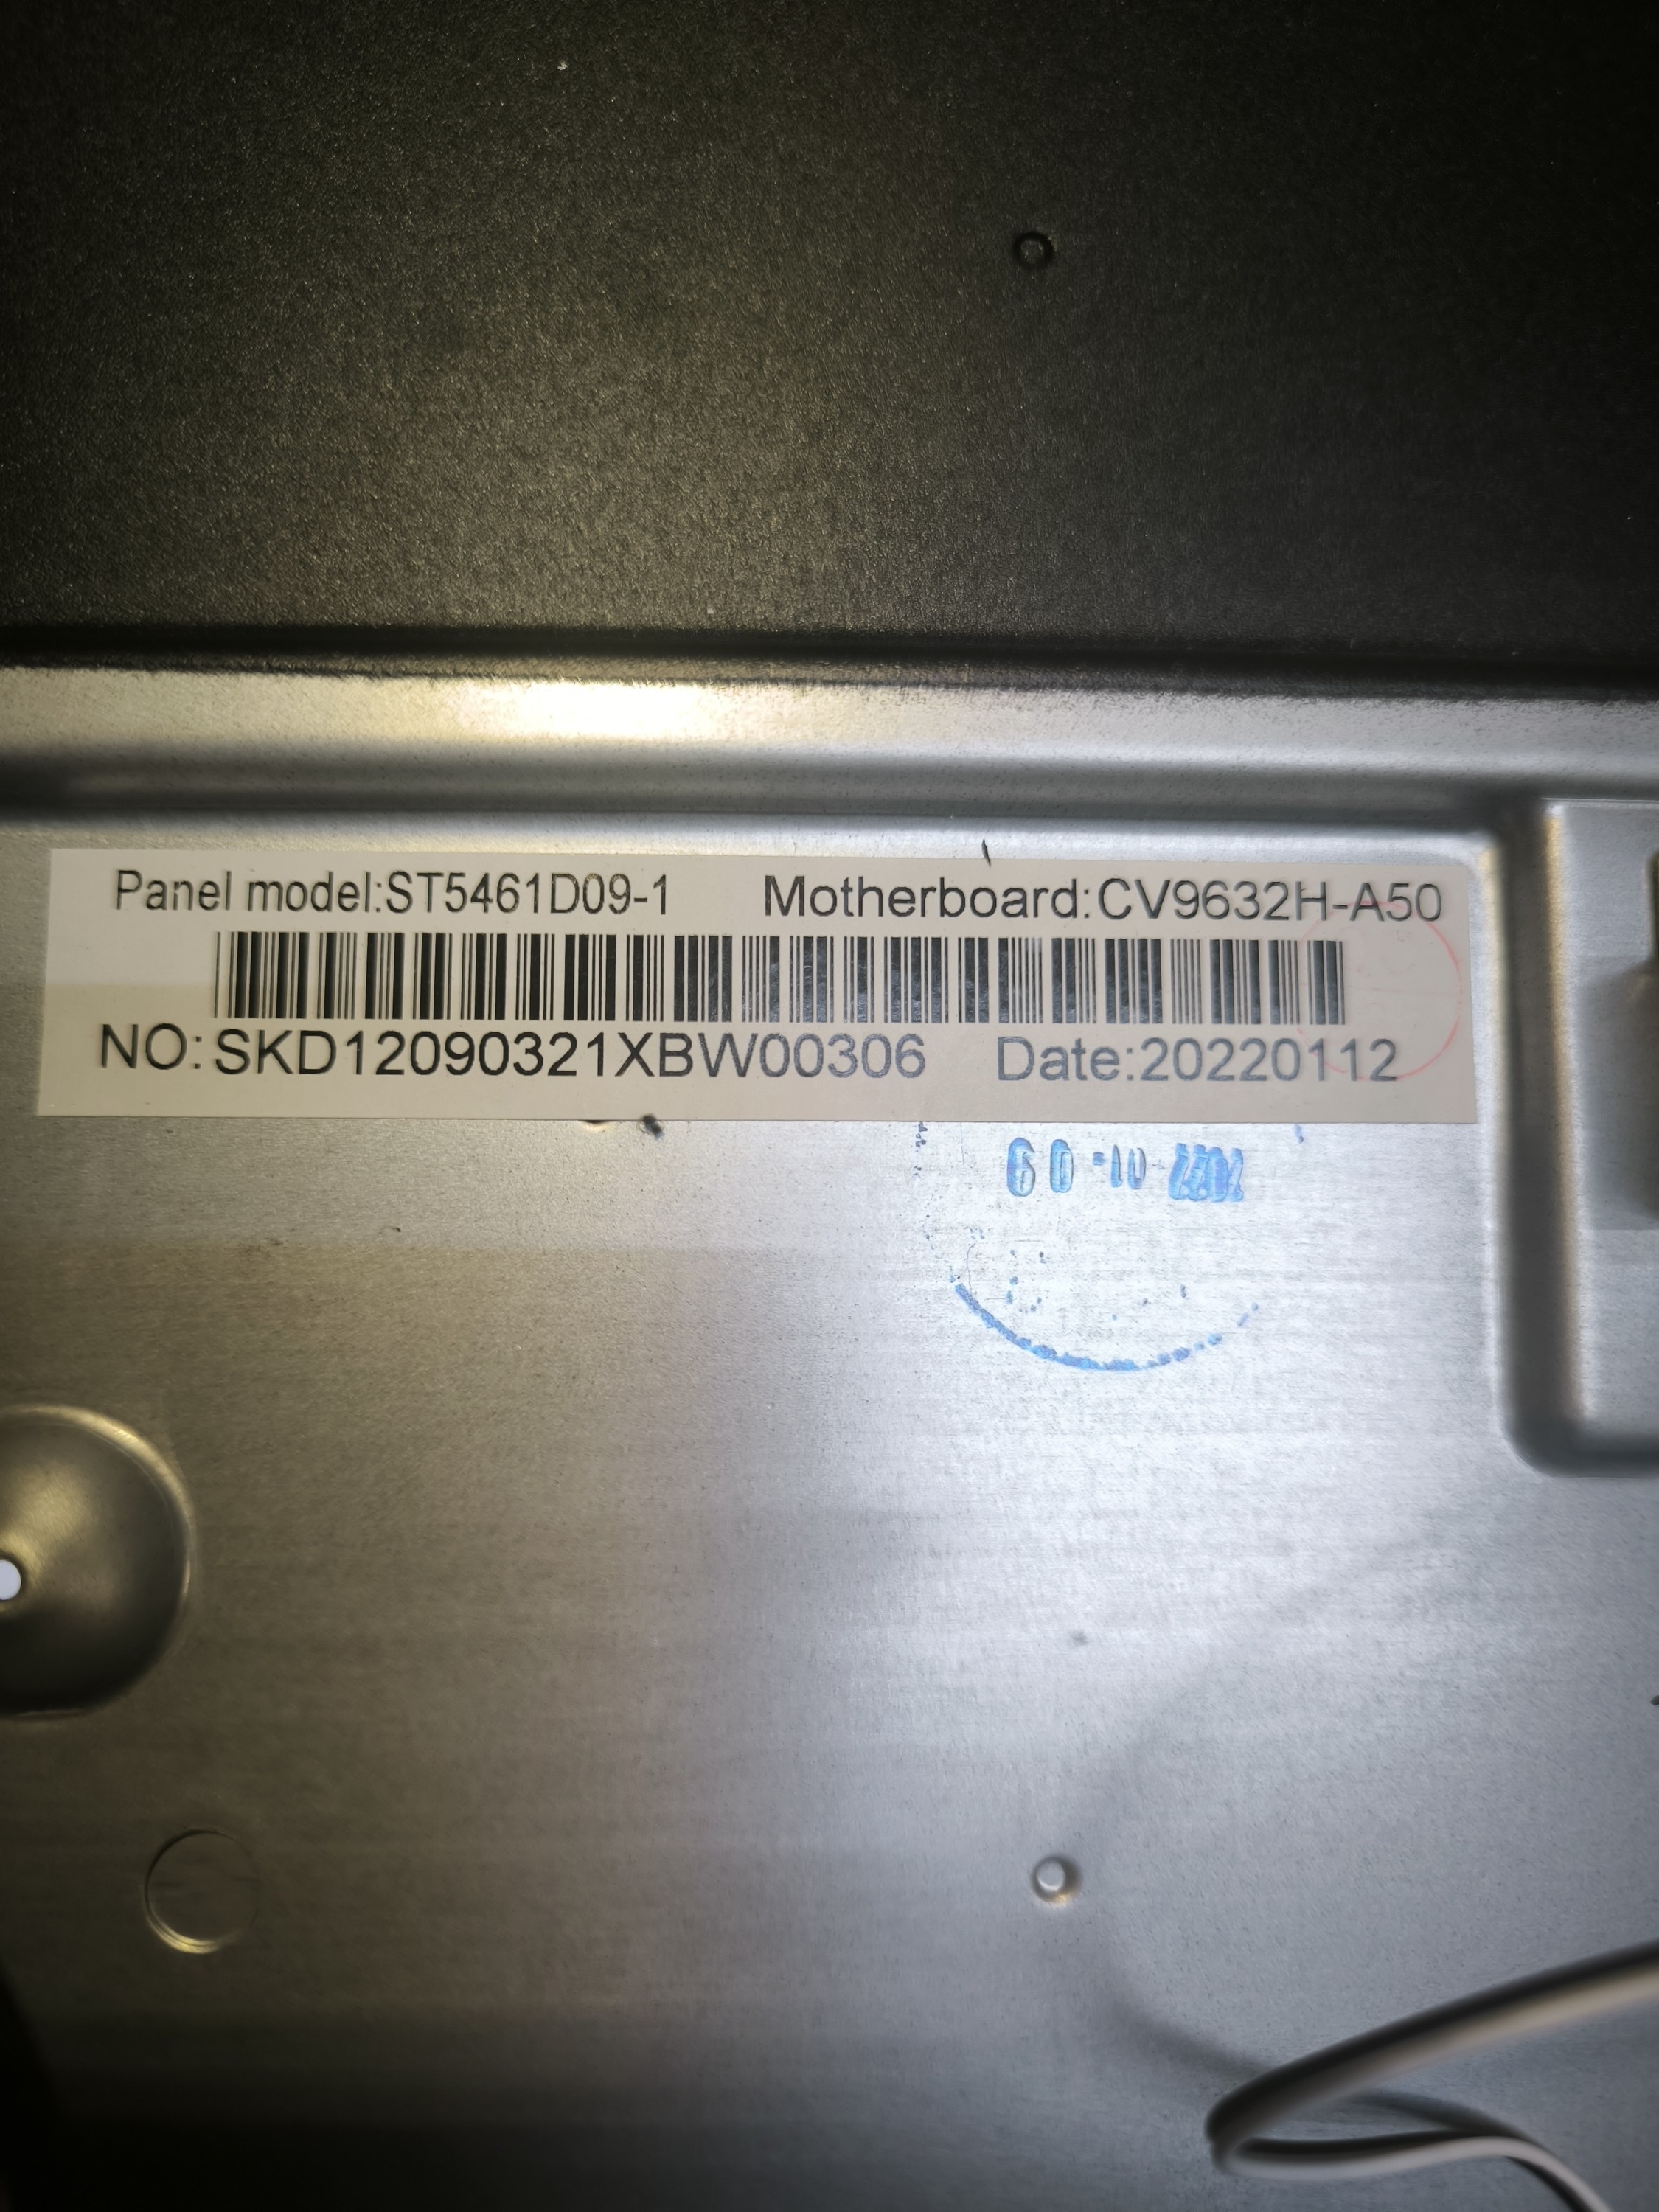 Panel model:ST5461D09-1 Motherboard:CV9632H-A50
NO:SKD12090321XBW00306 Date:20220112